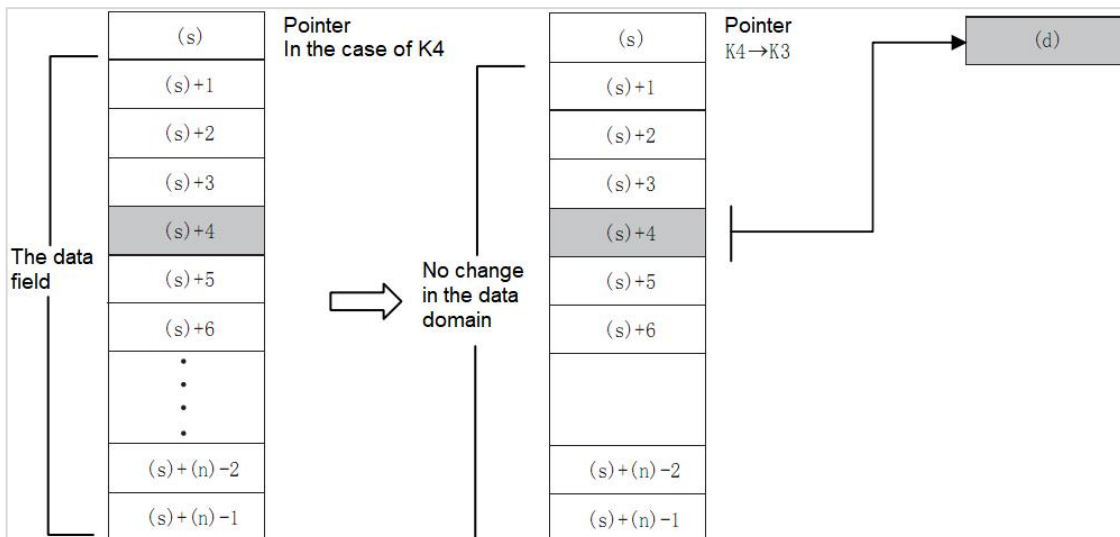 (s)
(s)+1
(s)+2
(s)+3
(s)+4
(s)+5
(s)+6
(s)+(n)-2
(s)+(n)-1
The data
field
Pointer
In the case of K4
(s)
(s)+1
(s)+2
(s)+3
(s)+4
(s)+5
(s)+6
(s)+(n)-2
(s)+(n)-1
No change
in the data
domain
Pointer
K4→K3
(d)